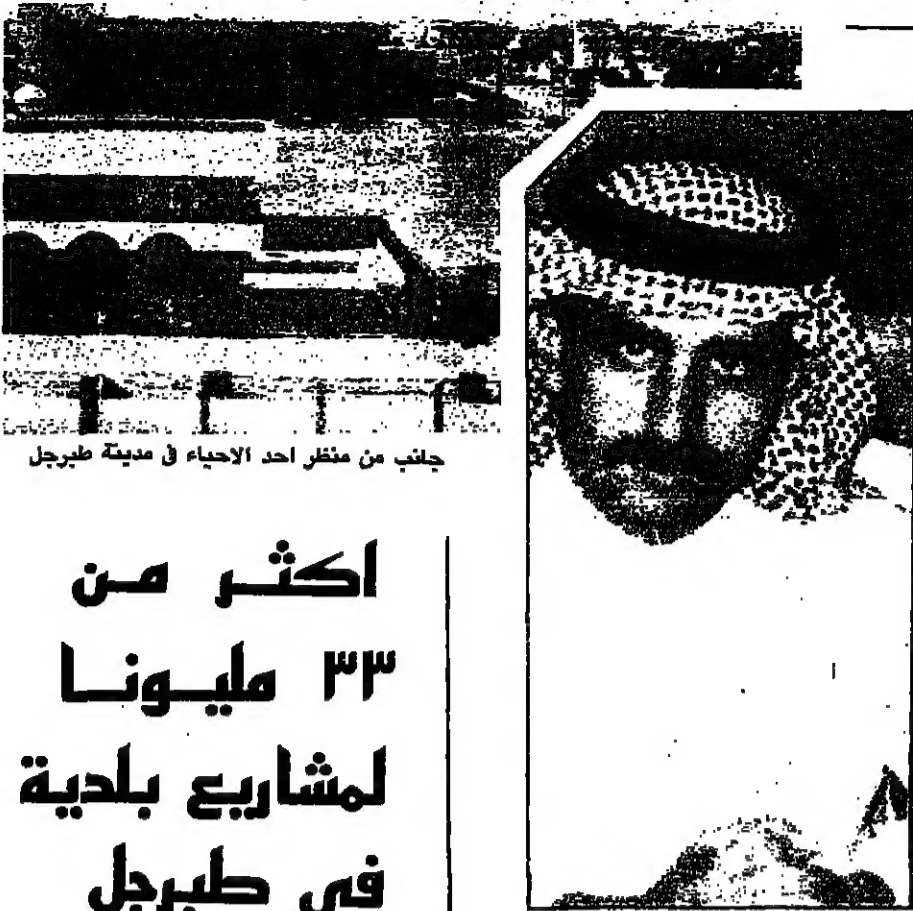 جانب من منظر احد الاحياء في مدينة طبرجل
اكثر من
٣٣ مليونا
لمشاريع بلدية
في طبرجل